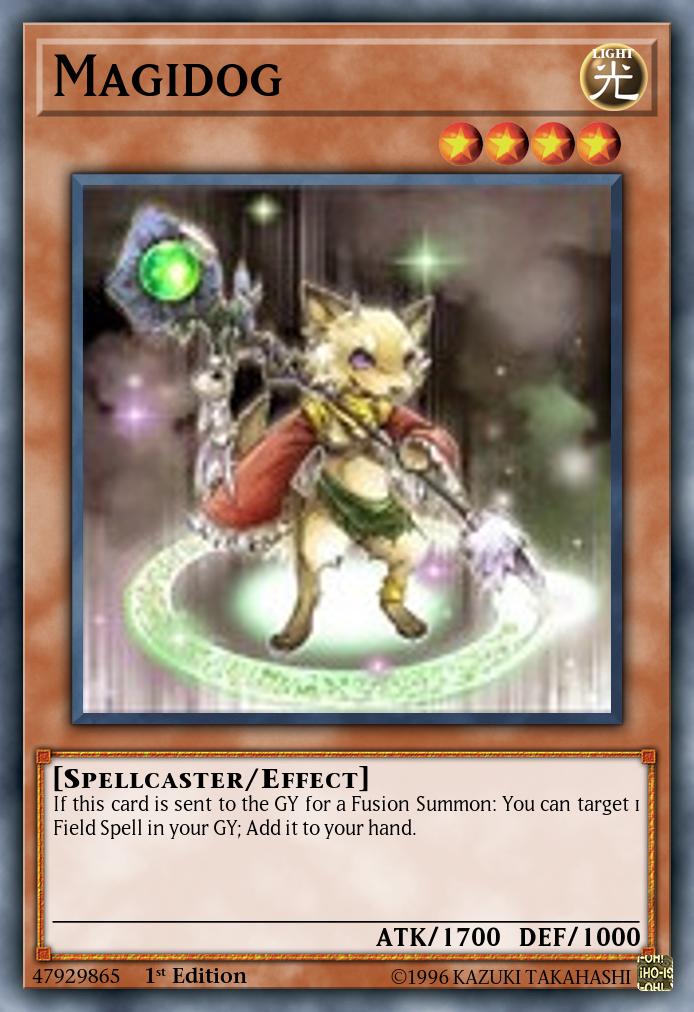 Magidog
LIGHT
光
[Spellcaster/Effect]
If this card is sent to the GY for a Fusion Summon: You can target 1
Field Spell in your GY; Add it to your hand.
ATK/1700 DEF/1000
47929865 1st Edition ©1996 KAZUKI TAKAHASHI